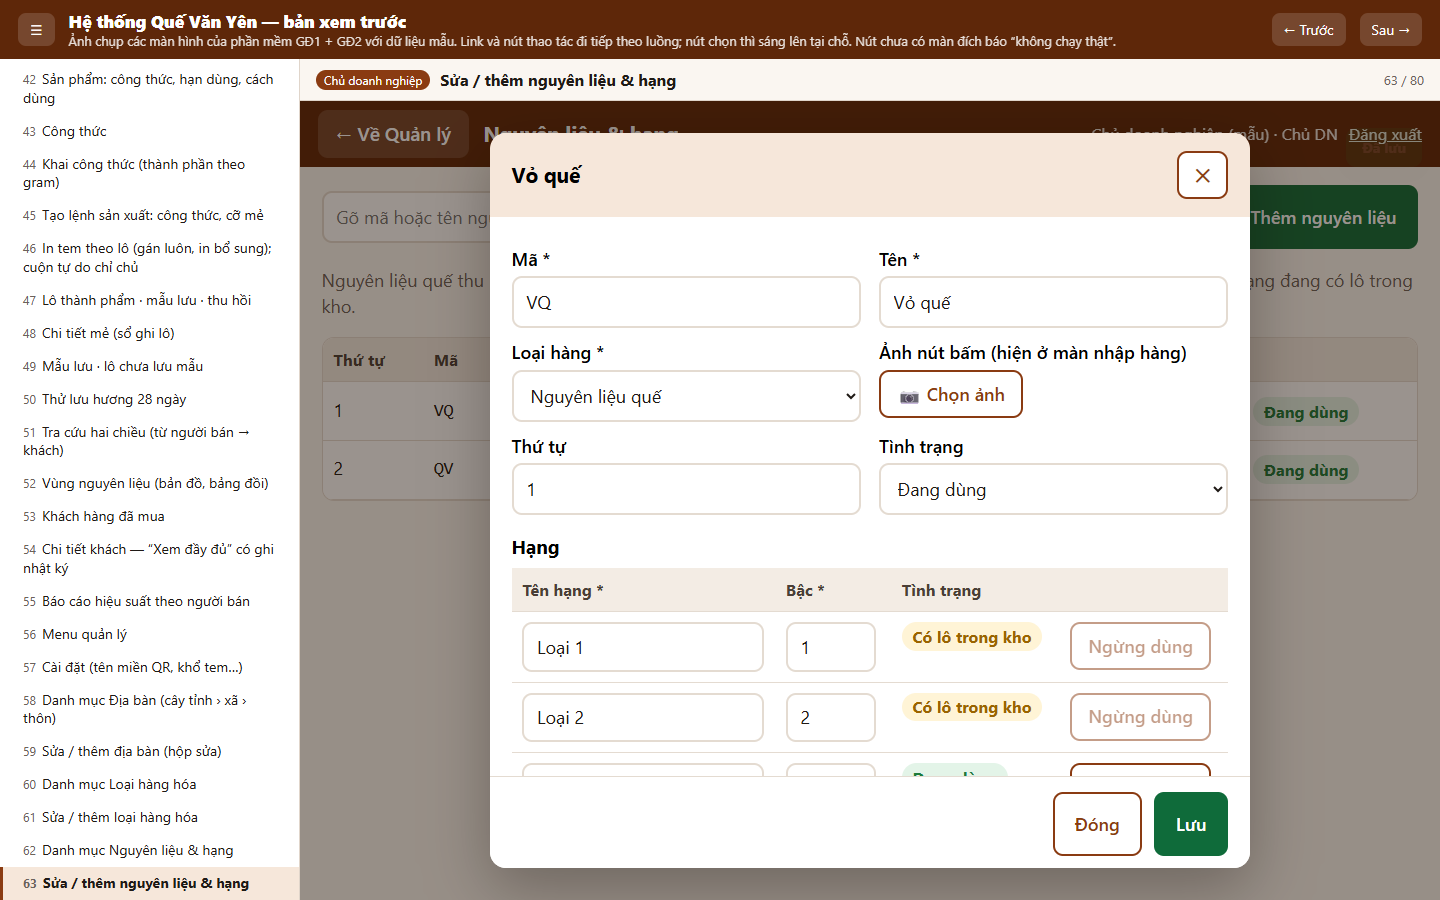 ☰
Hệ thống Quế Văn Yên — bản xem trước
Ảnh chụp các màn hình của phần mềm GĐ1 + GĐ2 với dữ liệu mẫu. Link và nút thao tác đi tiếp theo luồng; nút chọn thì sáng lên tại chỗ. Nút chưa có màn đích báo “không chạy thật”.
← Trước
Sau →
42 Sản phẩm: công thức, hạn dùng, cách
dùng
43 Công thức
44 Khai công thức (thành phần theo
gram)
45 Tạo lệnh sản xuất: công thức, cỡ mẻ
46 In tem theo lô (gán luôn, in bổ sung);
cuộn tự do chỉ chủ
47 Lô thành phẩm · mẫu lưu · thu hồi
48 Chi tiết mẻ (sổ ghi lô)
49 Mẫu lưu · lô chưa lưu mẫu
50 Thử lưu hương 28 ngày
51 Tra cứu hai chiều (từ người bán →
khách)
52 Vùng nguyên liệu (bản đồ, bảng đồi)
53 Khách hàng đã mua
54 Chi tiết khách — “Xem đầy đủ” có ghi
nhật ký
55 Báo cáo hiệu suất theo người bán
56 Menu quản lý
57 Cài đặt (tên miền QR, khổ tem…)
58 Danh mục Địa bàn (cây tỉnh › xã ›
thôn)
59 Sửa / thêm địa bàn (hộp sửa)
60 Danh mục Loại hàng hóa
61 Sửa / thêm loại hàng hóa
62 Danh mục Nguyên liệu & hạng
63 Sửa / thêm nguyên liệu & hạng
Chủ doanh nghiệp Sửa / thêm nguyên liệu & hạng
63 / 80
← Về Quản lý
Nguyên liệu & hạng
Chủ doanh nghiệp (mẫu) · Chủ DN Đăng xuất
Đã lưu
Gõ mã hoặc tên ng
Thêm nguyên liệu
Nguyên liệu quế thu
ạng đang có lô trong
kho.
Thứ tự Mã
1 VQ Đang dùng
2 QV Đang dùng
Vỏ quế
×
Mã * Tên *
VQ Vỏ quế
Loại hàng * Ảnh nút bấm (hiện ở màn nhập hàng)
Nguyên liệu quế Chọn ảnh
Thứ tự Tình trạng
1 Đang dùng
Hạng
Tên hạng * Bậc * Tình trạng
Loại 1 1 Có lô trong kho Ngừng dùng
Loại 2 2 Có lô trong kho Ngừng dùng
Đóng Lưu